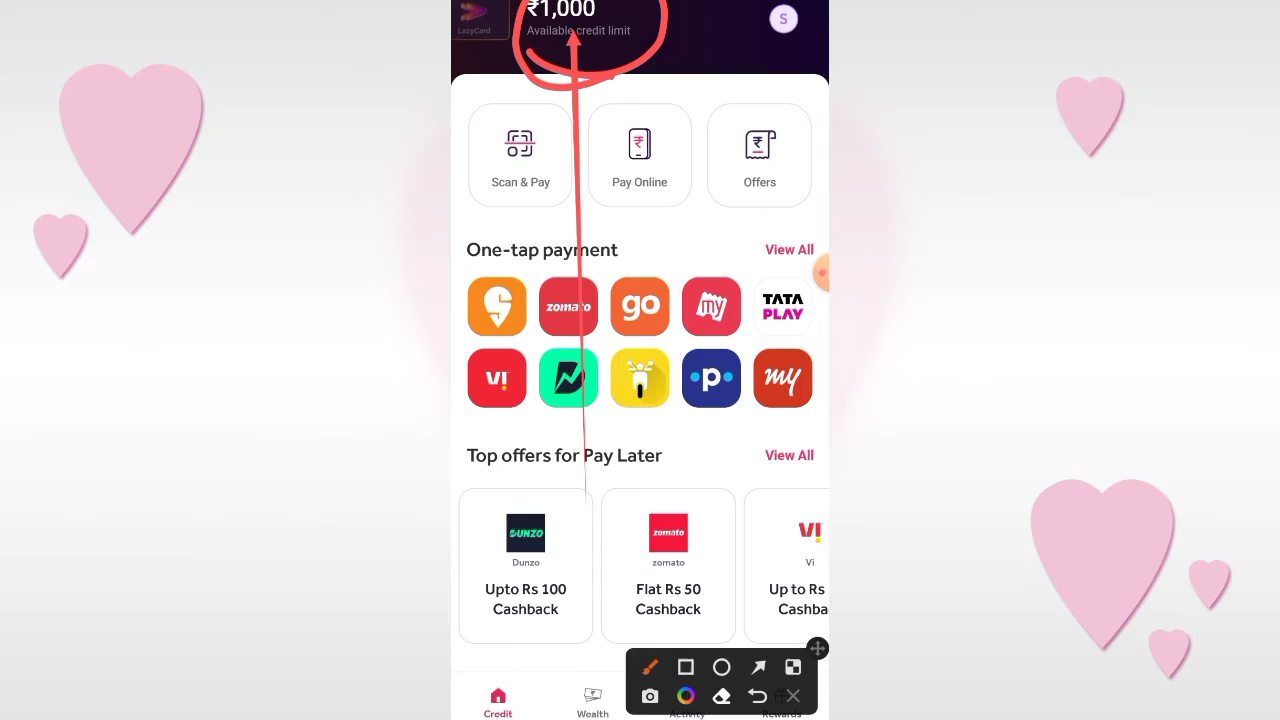 ₹1,000
LazyCard
Available credit limit
S
Scan & Pay
Pay Online
Offers
One-tap payment
View All
zomato
go
my
TATA
PLAY
VI
p
my
Top offers for Pay Later
View All
DUNZO
zomato
VI
Dunzo
zomato
Vi
Upto Rs 100
Cashback
Flat Rs 50
Cashback
Up to Rs
Cashba
Credit
Wealth
Activity
Rewards